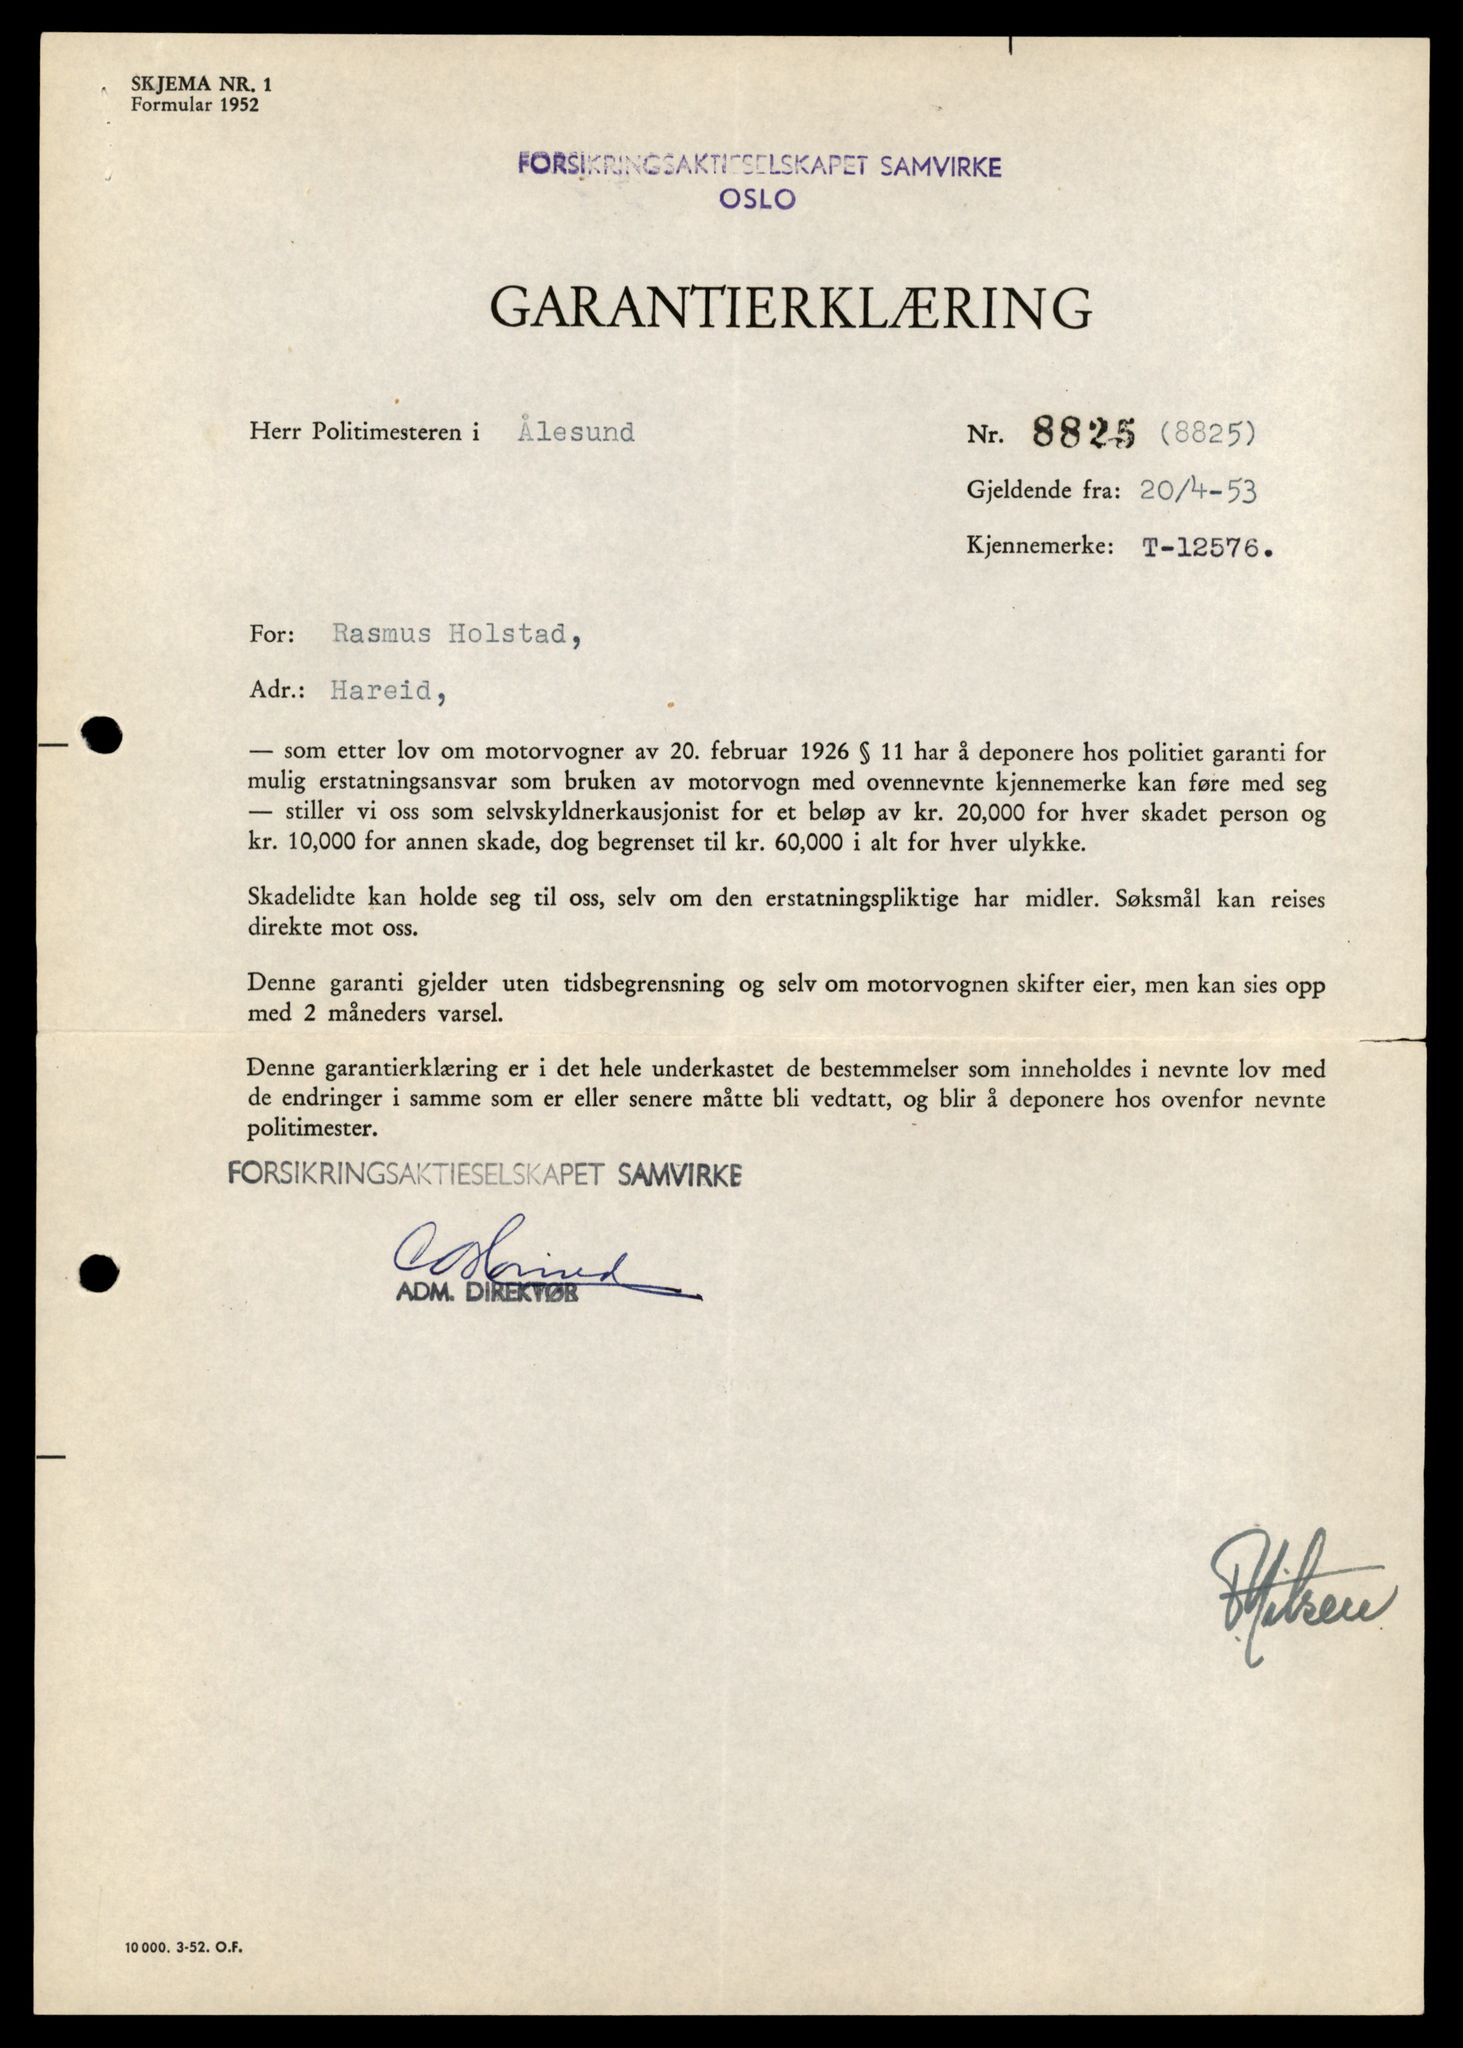 SKJEMA NR. 1
Formular 1952
FORSIKRINGSAKTIESELSKAPET SAMVIRKE
OSLO
GARANTIERKLÆRING
Herr Politimesteren i Ålesund
Nr. 8825 (8825)
Gjeldende fra: 20/4-53
Kjennemerke: T-12576.
For: Rasmus Holstad,
Adr.: Hareid,
— som etter lov om motorvogner av 20. februar 1926 § 11 har å deponere hos politiet garanti for
mulig erstatningsansvar som bruken av motorvogn med ovennevnte kjennemerke kan føre med seg
— stiller vi oss som selvskyldnerkausjonist for et beløp av kr. 20,000 for hver skadet person og
kr. 10,000 for annen skade, dog begrenset til kr. 60,000 i alt for hver ulykke.
Skadelidte kan holde seg til oss, selv om den erstatningspliktige har midler. Søksmål kan reises
direkte mot oss.
Denne garanti gjelder uten tidsbegrensning og selv om motorvognen skifter eier, men kan sies opp
med 2 måneders varsel.
Denne garantierklæring er i det hele underkastet de bestemmelser som inneholdes i nevnte lov med
de endringer i samme som er eller senere måtte bli vedtatt, og blir å deponere hos ovenfor nevnte
politimester.
FORSIKRINGSAKTIESELSKAPET SAMVIRKE
ADM. DIREKTØR
10 000. 3-52. O.F.